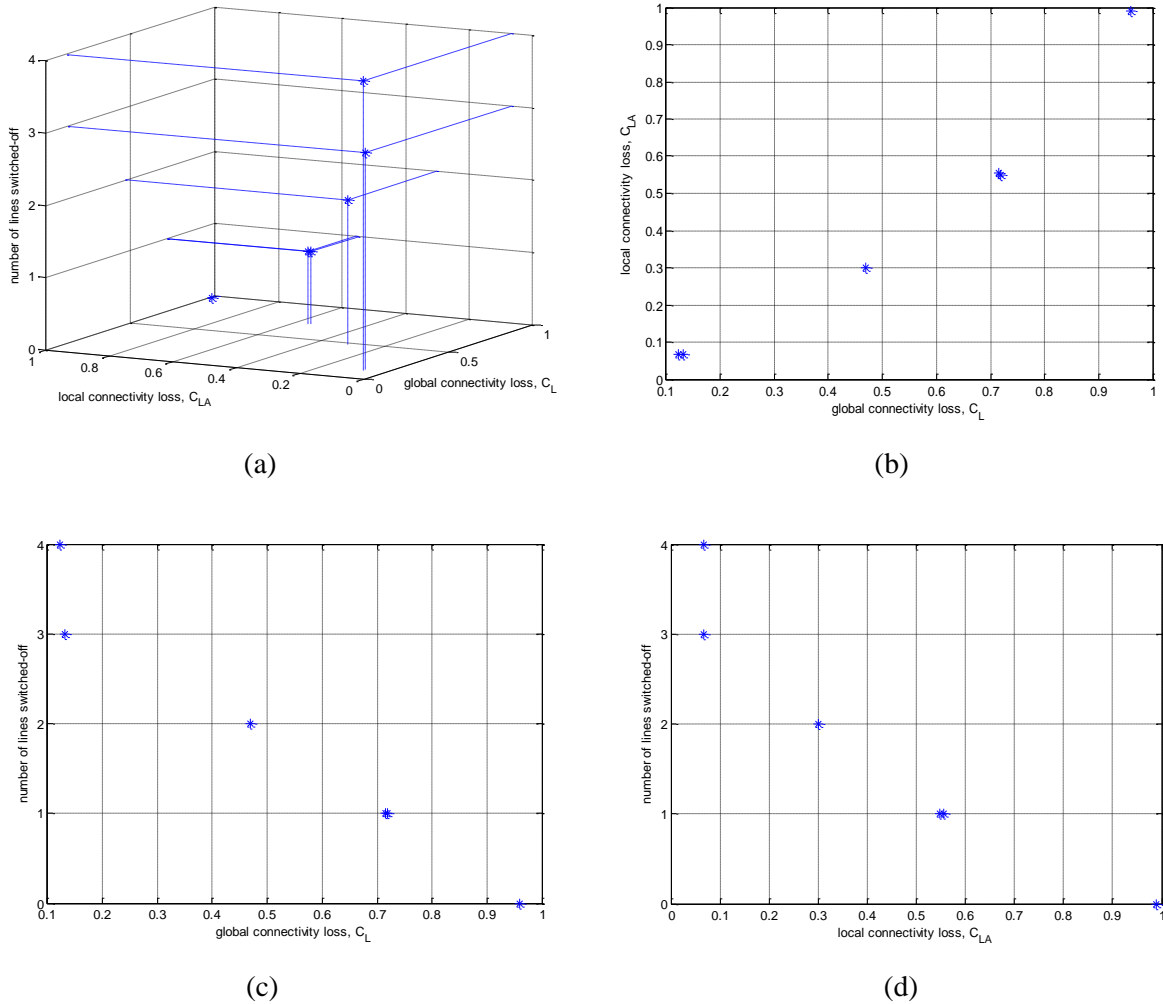 4
3
2
1
0
1
0.8
0.6
0.4
0.2
0
0
0.5
1
number of lines switched-off
local connectivity loss, C_LA
global connectivity loss, C_L
(a)
1
0.9
0.8
0.7
0.6
0.5
0.4
0.3
0.2
0.1
0
0.1 0.2 0.3 0.4 0.5 0.6 0.7 0.8 0.9 1
local connectivity loss, C_LA
global connectivity loss, C_L
(b)
4
3
2
1
0
0.1 0.2 0.3 0.4 0.5 0.6 0.7 0.8 0.9 1
number of lines switched-off
global connectivity loss, C_L
(c)
4
3
2
1
0
0 0.1 0.2 0.3 0.4 0.5 0.6 0.7 0.8 0.9 1
number of lines switched-off
local connectivity loss, C_LA
(d)